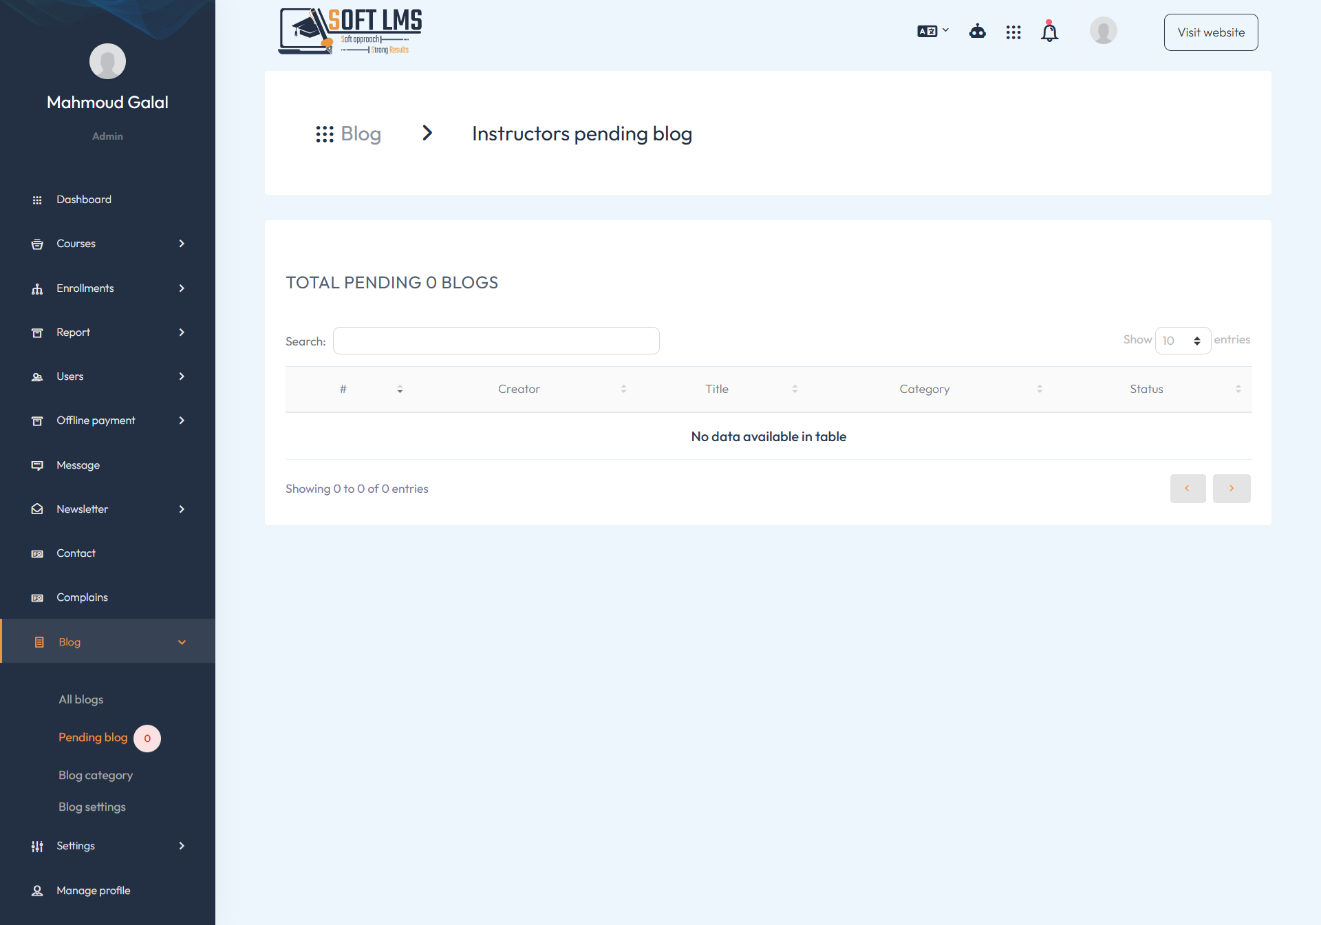 Mahmoud Galal
Admin
Dashboard
Courses
Enrollments
Report
Users
Offline payment
Message
Newsletter
Contact
Complains
Blog
All blogs
Pending blog 0
Blog category
Blog settings
Settings
Manage profile
SOFT LMS
Soft approach
Strong Results
Visit website
Blog
Instructors pending blog
TOTAL PENDING 0 BLOGS
Search:
Show 10 entries
# Creator Title Category Status
No data available in table
Showing 0 to 0 of 0 entries